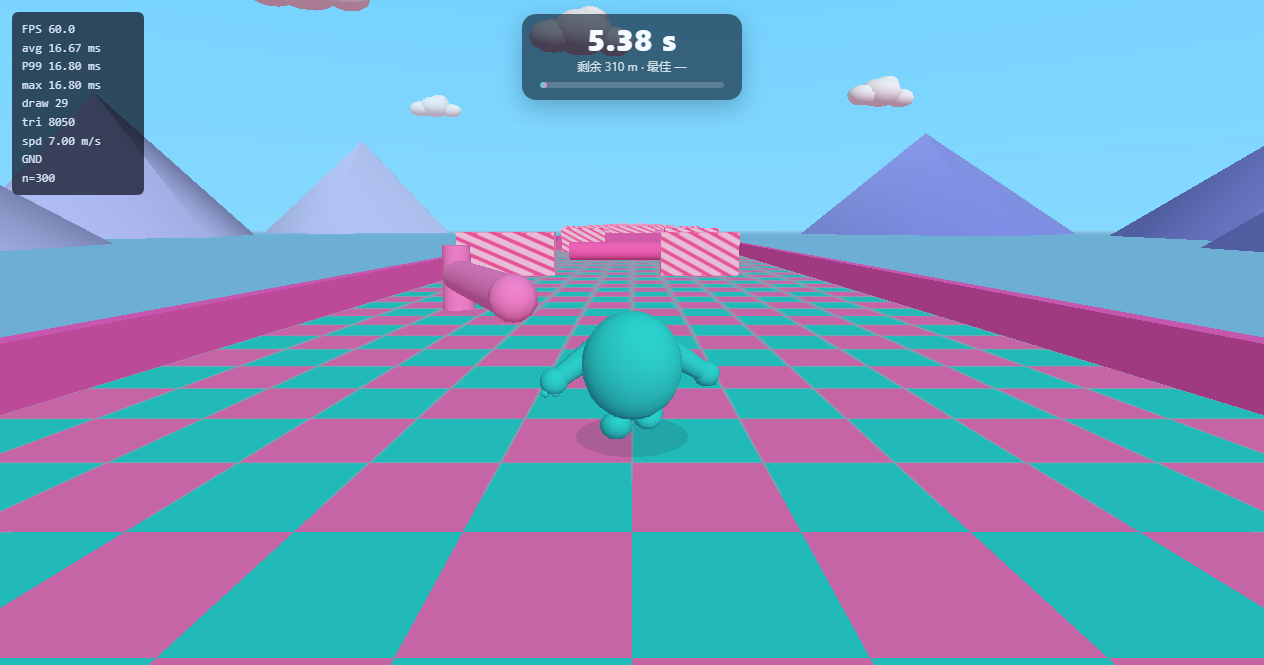 FPS 60.0
avg 16.67 ms
P99 16.80 ms
max 16.80 ms
draw 29
tri 8050
spd 7.00 m/s
GND
n=300
5.38 s
剩余 310 m · 最佳 —